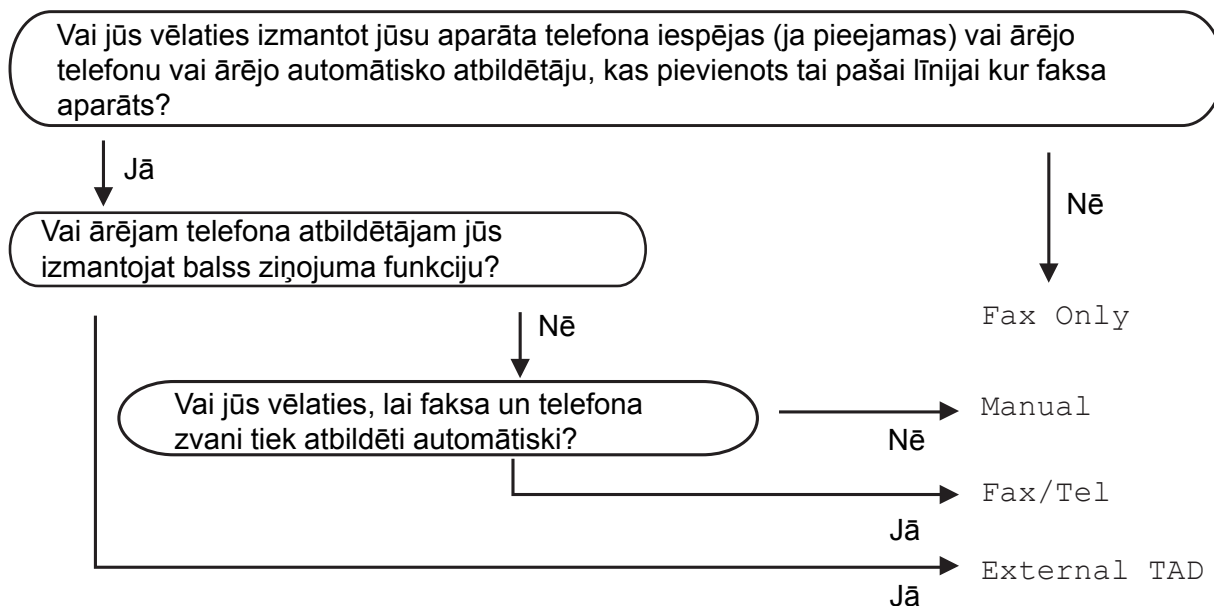 Vai jūs vēlaties izmantot jūsu aparāta telefona iespējas (ja pieejamas) vai ārējo
telefonu vai ārējo automātisko atbildētāju, kas pievienots tai pašai līnijai kur faksa
aparāts?
Jā
Nē
Vai ārējam telefona atbildētājam jūs
izmantojat balss ziņojuma funkciju?
Fax Only
Nē
Vai jūs vēlaties, lai faksa un telefona
zvani tiek atbildēti automātiski?
Manual
Nē
Fax/Tel
Jā
External TAD
Jā